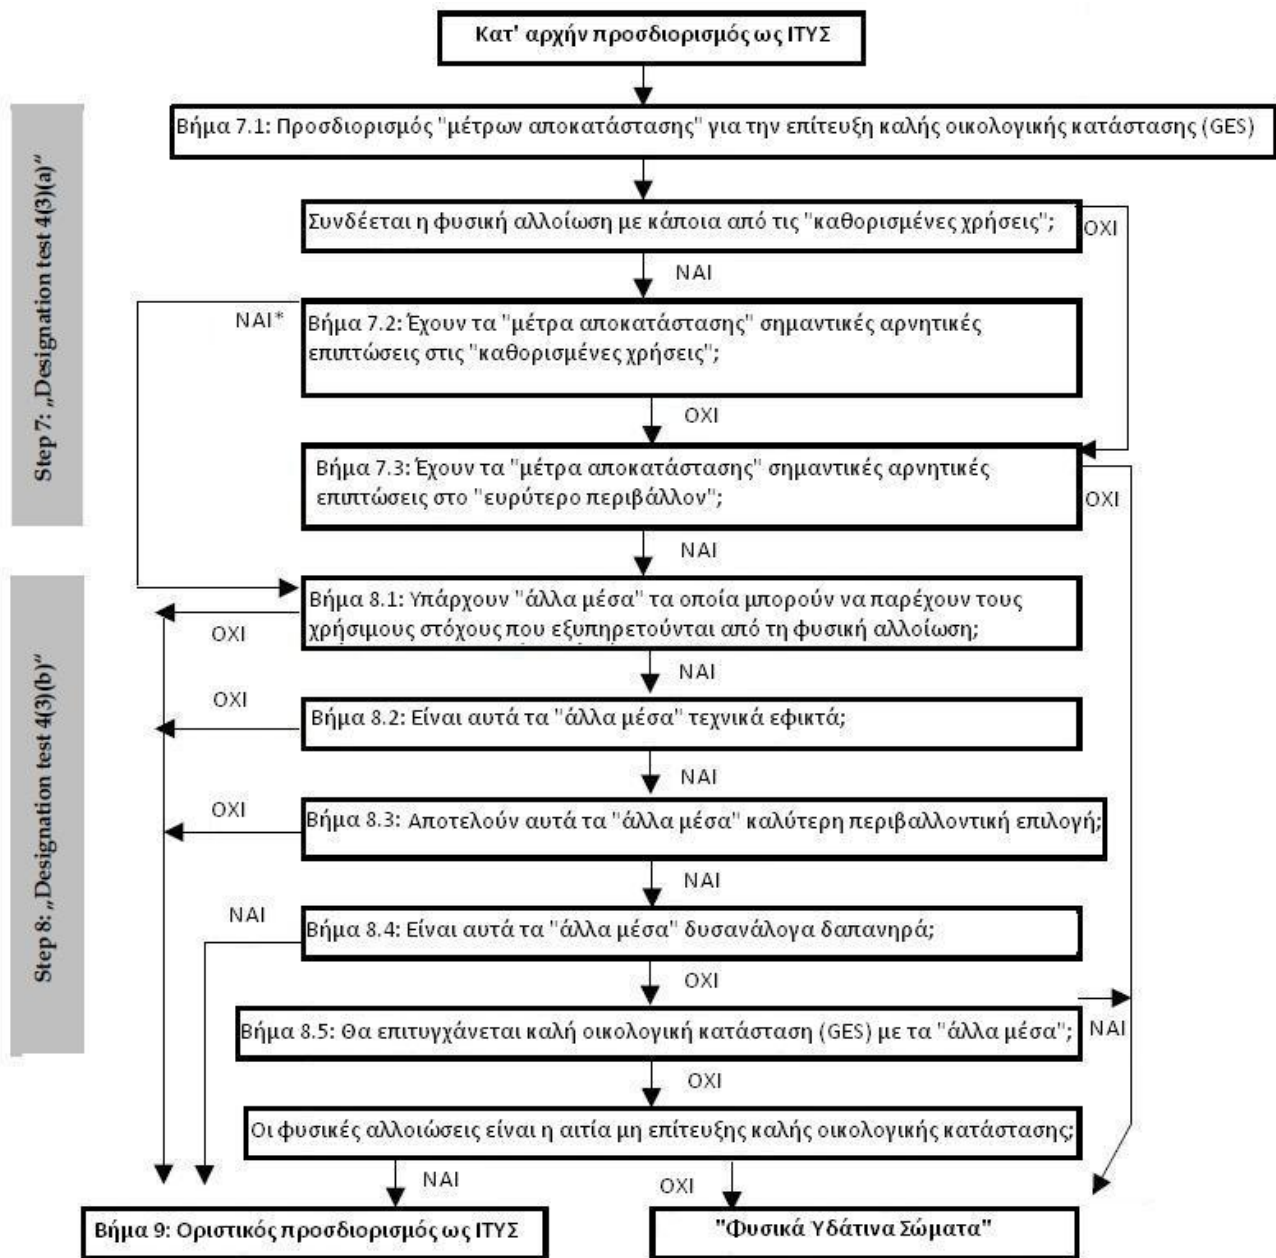 Κατ' αρχήν προσδιορισμός ως ΙΤΥΣ
Βήμα 7.1: Προσδιορισμός "μέτρων αποκατάστασης" για την επίτευξη καλής οικολογικής κατάστασης (GES)
Step 7: „Designation test 4(3)(a)“
Συνδέεται η φυσική αλλοίωση με κάποια από τις "καθορισμένες χρήσεις";
ΟΧΙ
ΝΑΙ
ΝΑΙ*
Βήμα 7.2: Έχουν τα "μέτρα αποκατάστασης" σημαντικές αρνητικές
επιπτώσεις στις "καθορισμένες χρήσεις";
ΟΧΙ
Βήμα 7.3: Έχουν τα "μέτρα αποκατάστασης" σημαντικές αρνητικές
επιπτώσεις στο "ευρύτερο περιβάλλον";
ΟΧΙ
ΝΑΙ
Step 8: „Designation test 4(3)(b)“
Βήμα 8.1: Υπάρχουν "άλλα μέσα" τα οποία μπορούν να παρέχουν τους
χρήσιμους στόχους που εξυπηρετούνται από τη φυσική αλλοίωση;
ΟΧΙ
ΝΑΙ
ΟΧΙ
Βήμα 8.2: Είναι αυτά τα "άλλα μέσα" τεχνικά εφικτά;
ΝΑΙ
ΟΧΙ
Βήμα 8.3: Αποτελούν αυτά τα "άλλα μέσα" καλύτερη περιβαλλοντική επιλογή;
ΝΑΙ
ΝΑΙ
Βήμα 8.4: Είναι αυτά τα "άλλα μέσα" δυσανάλογα δαπανηρά;
ΟΧΙ
Βήμα 8.5: Θα επιτυγχάνεται καλή οικολογική κατάσταση (GES) με τα "άλλα μέσα";
ΝΑΙ
ΟΧΙ
Οι φυσικές αλλοιώσεις είναι η αιτία μη επίτευξης καλής οικολογικής κατάστασης;
ΝΑΙ
ΟΧΙ
Βήμα 9: Οριστικός προσδιορισμός ως ΙΤΥΣ
"Φυσικά Υδάτινα Σώματα"